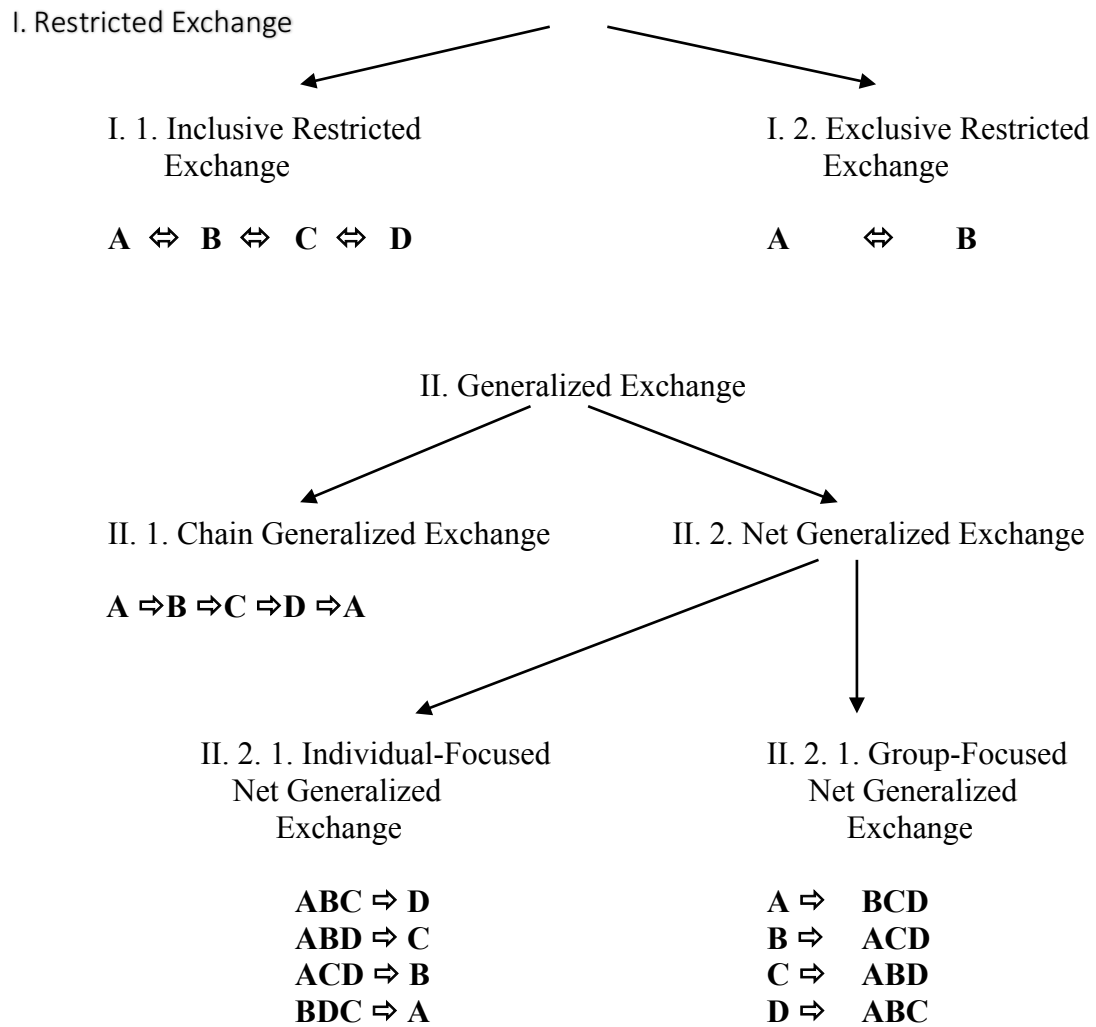 I. Restricted Exchange
I. 1. Inclusive Restricted
Exchange
A ⇔ B ⇔ C ⇔ D
I. 2. Exclusive Restricted
Exchange
A ⇔ B
II. Generalized Exchange
II. 1. Chain Generalized Exchange
A ⇨B ⇨C ⇨D ⇨A
II. 2. Net Generalized Exchange
II. 2. 1. Individual-Focused
Net Generalized
Exchange
ABC ⇨ D
ABD ⇨ C
ACD ⇨ B
BDC ⇨ A
II. 2. 1. Group-Focused
Net Generalized
Exchange
A ⇨ BCD
B ⇨ ACD
C ⇨ ABD
D ⇨ ABC